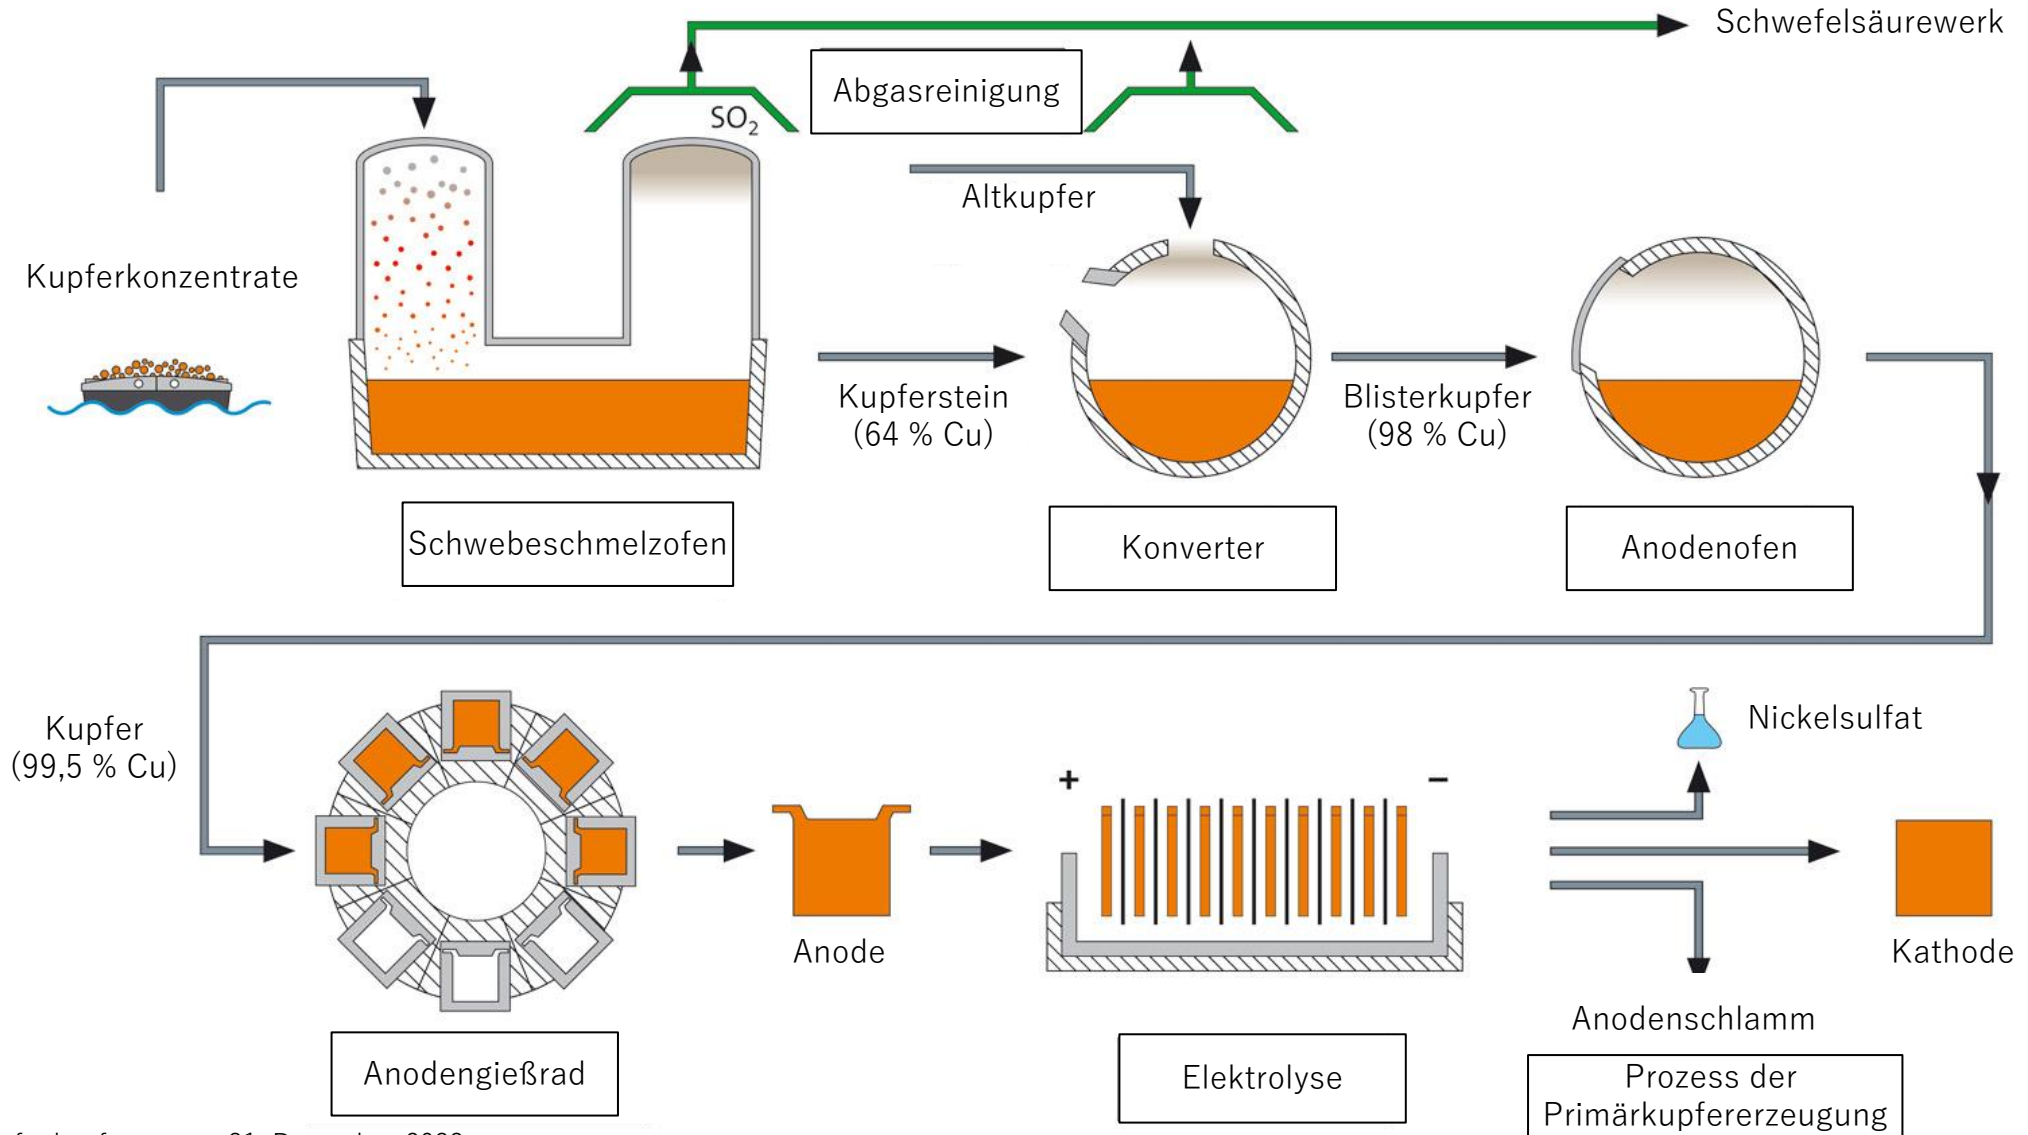 Schwefelsäurewerk
Abgasreinigung
SO₂
Altkupfer
Kupferkonzentrate
Kupferstein
(64 % Cu)
Blisterkupfer
(98 % Cu)
Schwebeschmelzofen
Konverter
Anodenofen
Kupfer
(99,5 % Cu)
Nickelsulfat
+
−
Anode
Kathode
Anodenschlamm
Anodengießrad
Elektrolyse
Prozess der
Primärkupfererzeugung